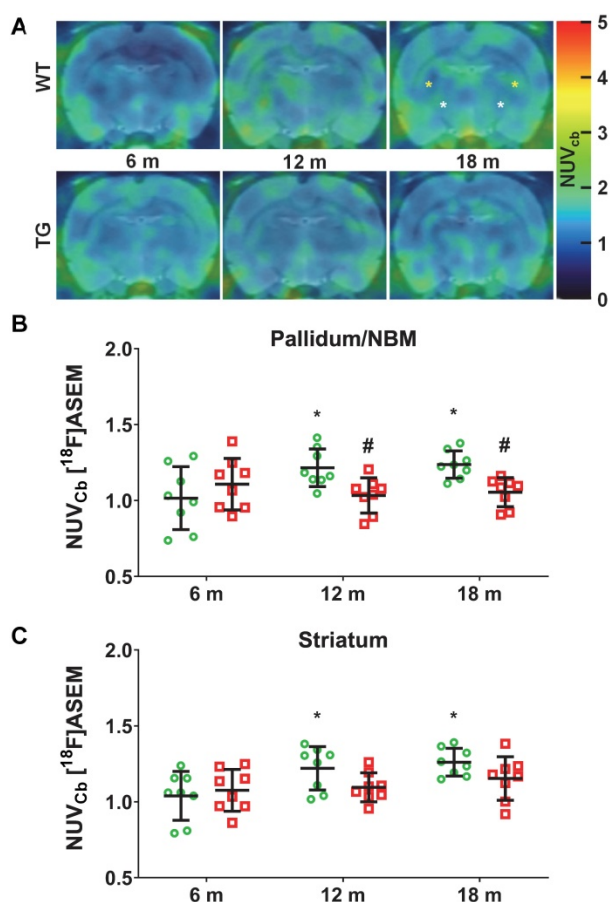 A
WT
* *
* *
6 m 12 m 18 m
TG
5
4
3
2
1
0
NUVcb
B
Pallidum/NBM
NUVCb [18F]ASEM
2.0
1.5
1.0
0.5
* # * #
6 m 12 m 18 m
C
Striatum
NUVCb [18F]ASEM
2.0
1.5
1.0
0.5
* *
6 m 12 m 18 m